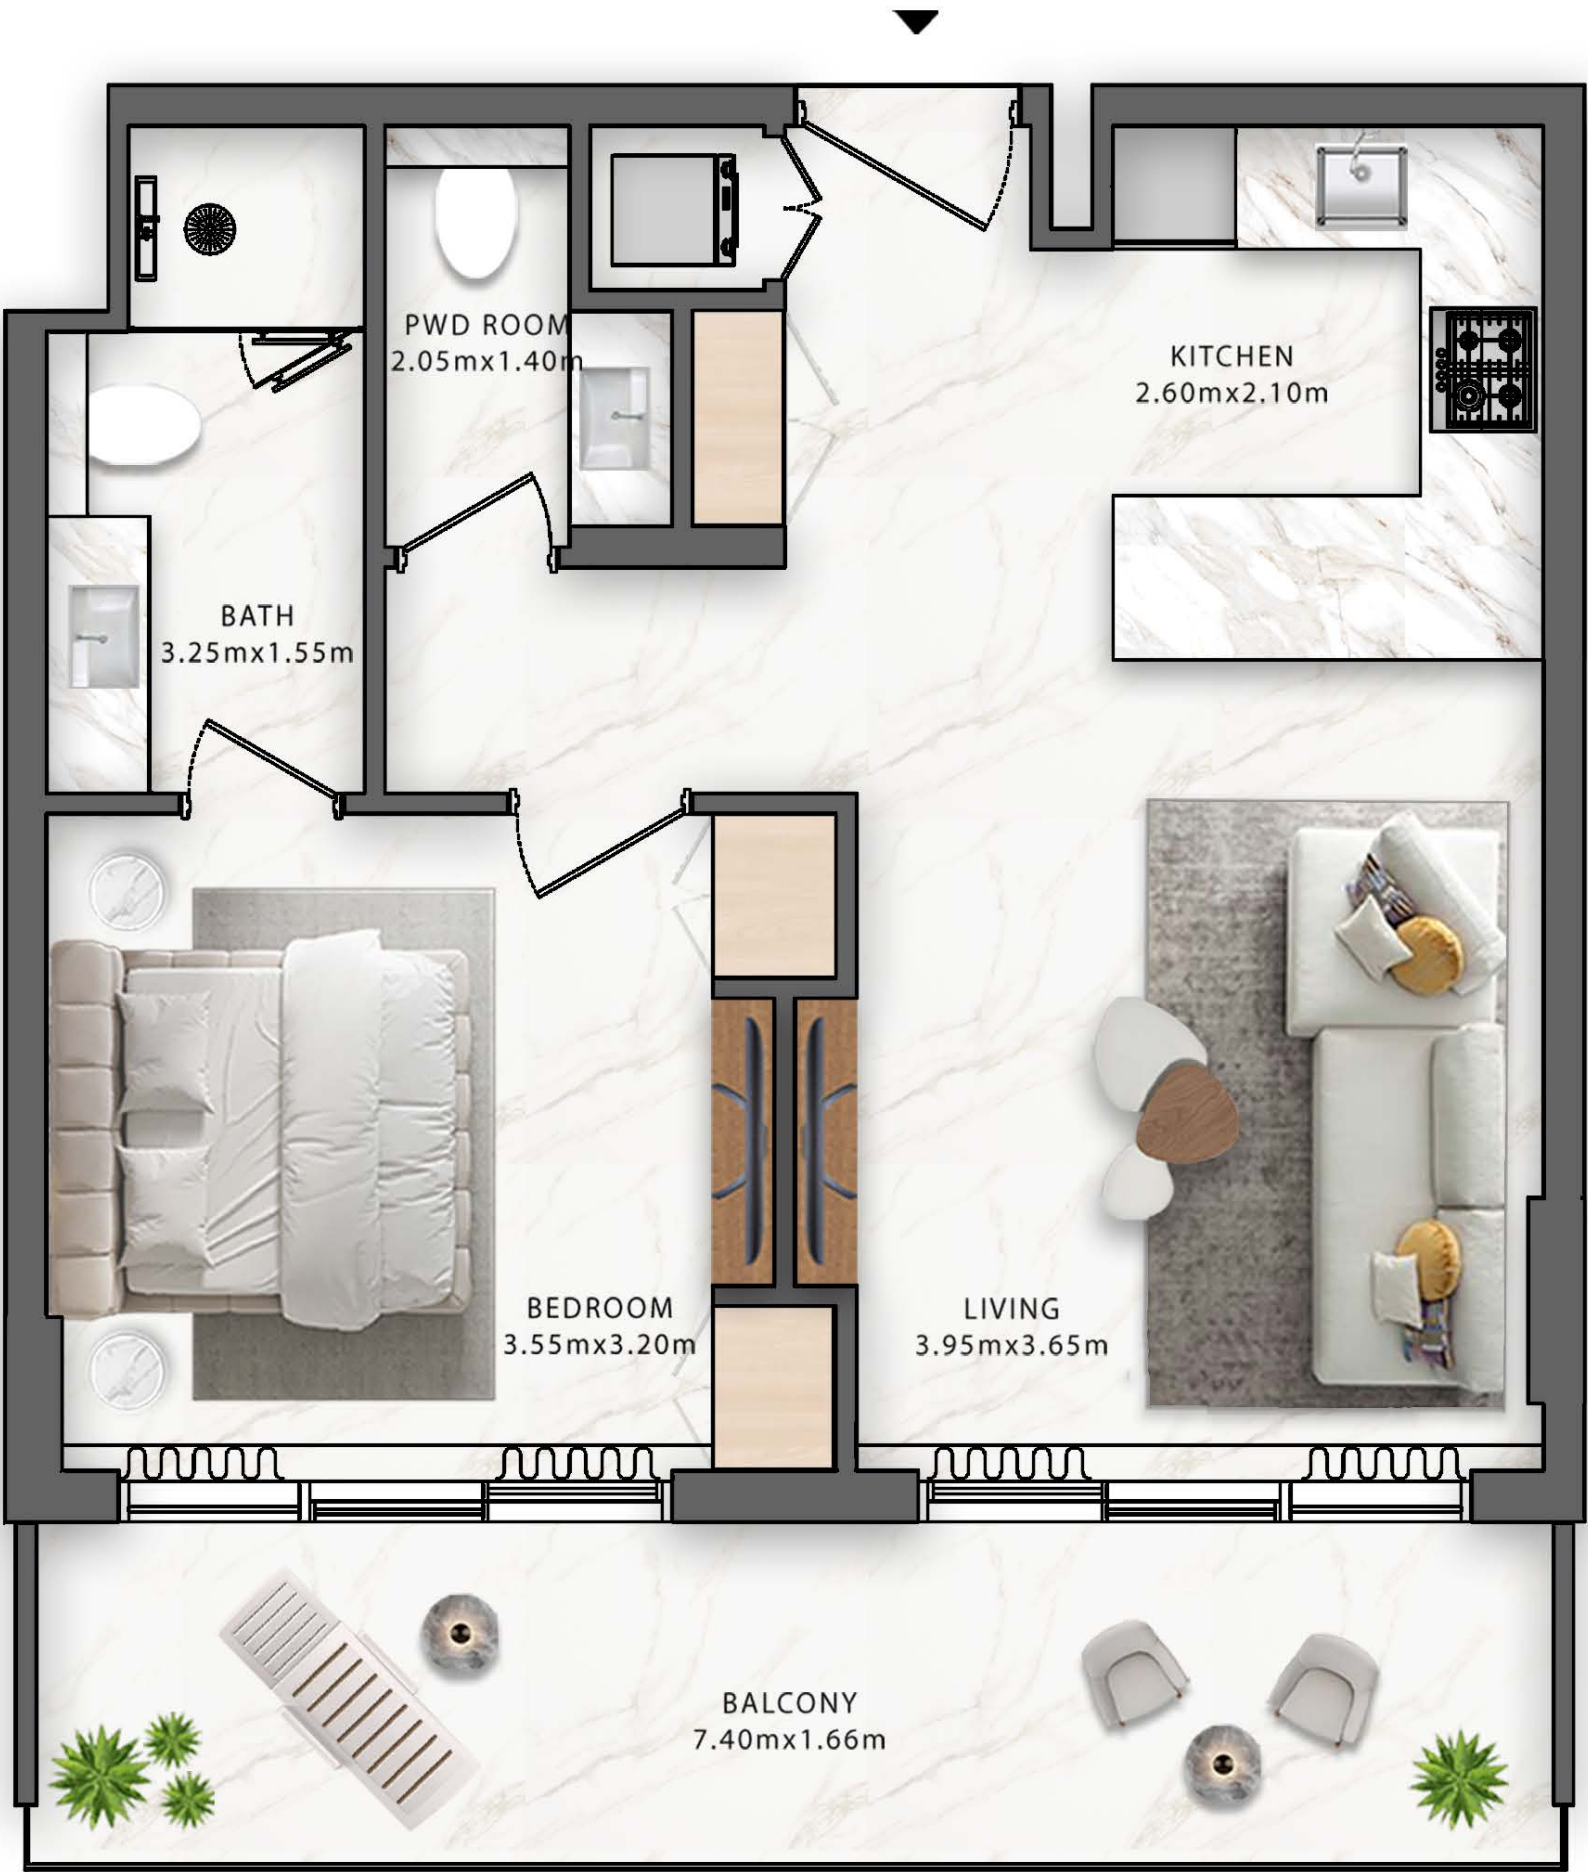 PWD ROOM
2.05mx1.40m
KITCHEN
2.60mx2.10m
BATH
3.25mx1.55m
BEDROOM
3.55mx3.20m
LIVING
3.95mx3.65m
BALCONY
7.40mx1.66m